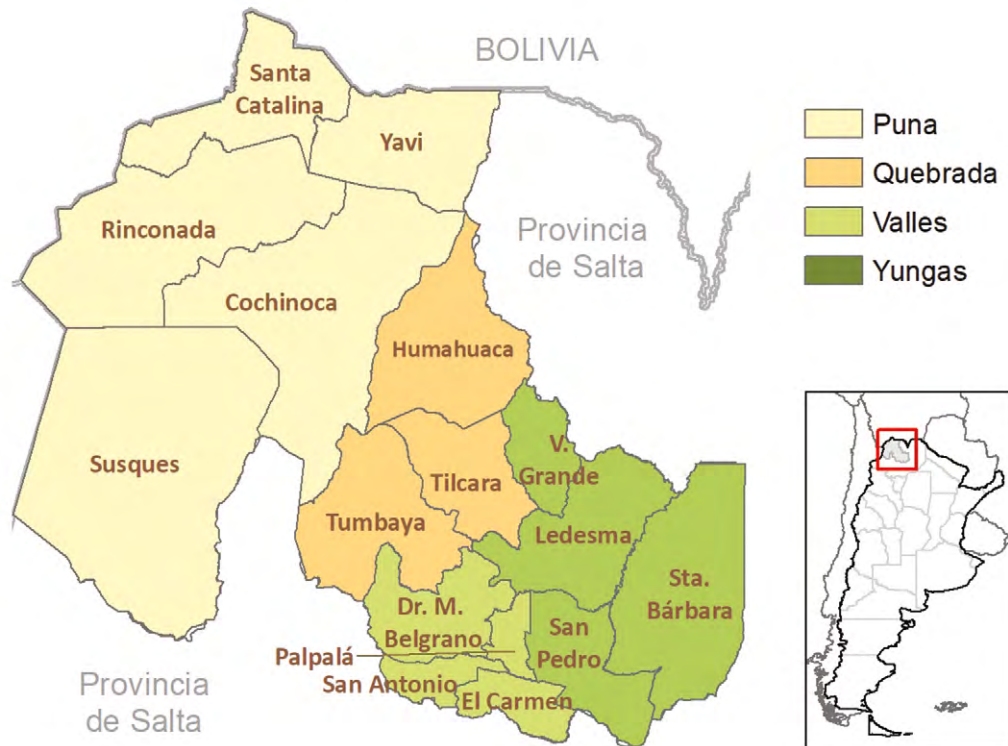 BOLIVIA
Santa
Catalina
Yavi
Puna
Quebrada
Valles
Yungas
Rinconada
Provincia
de Salta
Cochinoca
Humahuaca
Susques
V.
Grande
Tilcara
Tumbaya
Ledesma
Sta.
Bárbara
Dr. M.
Belgrano
San
Pedro
Palpalá
San Antonio
El Carmen
Provincia
de Salta